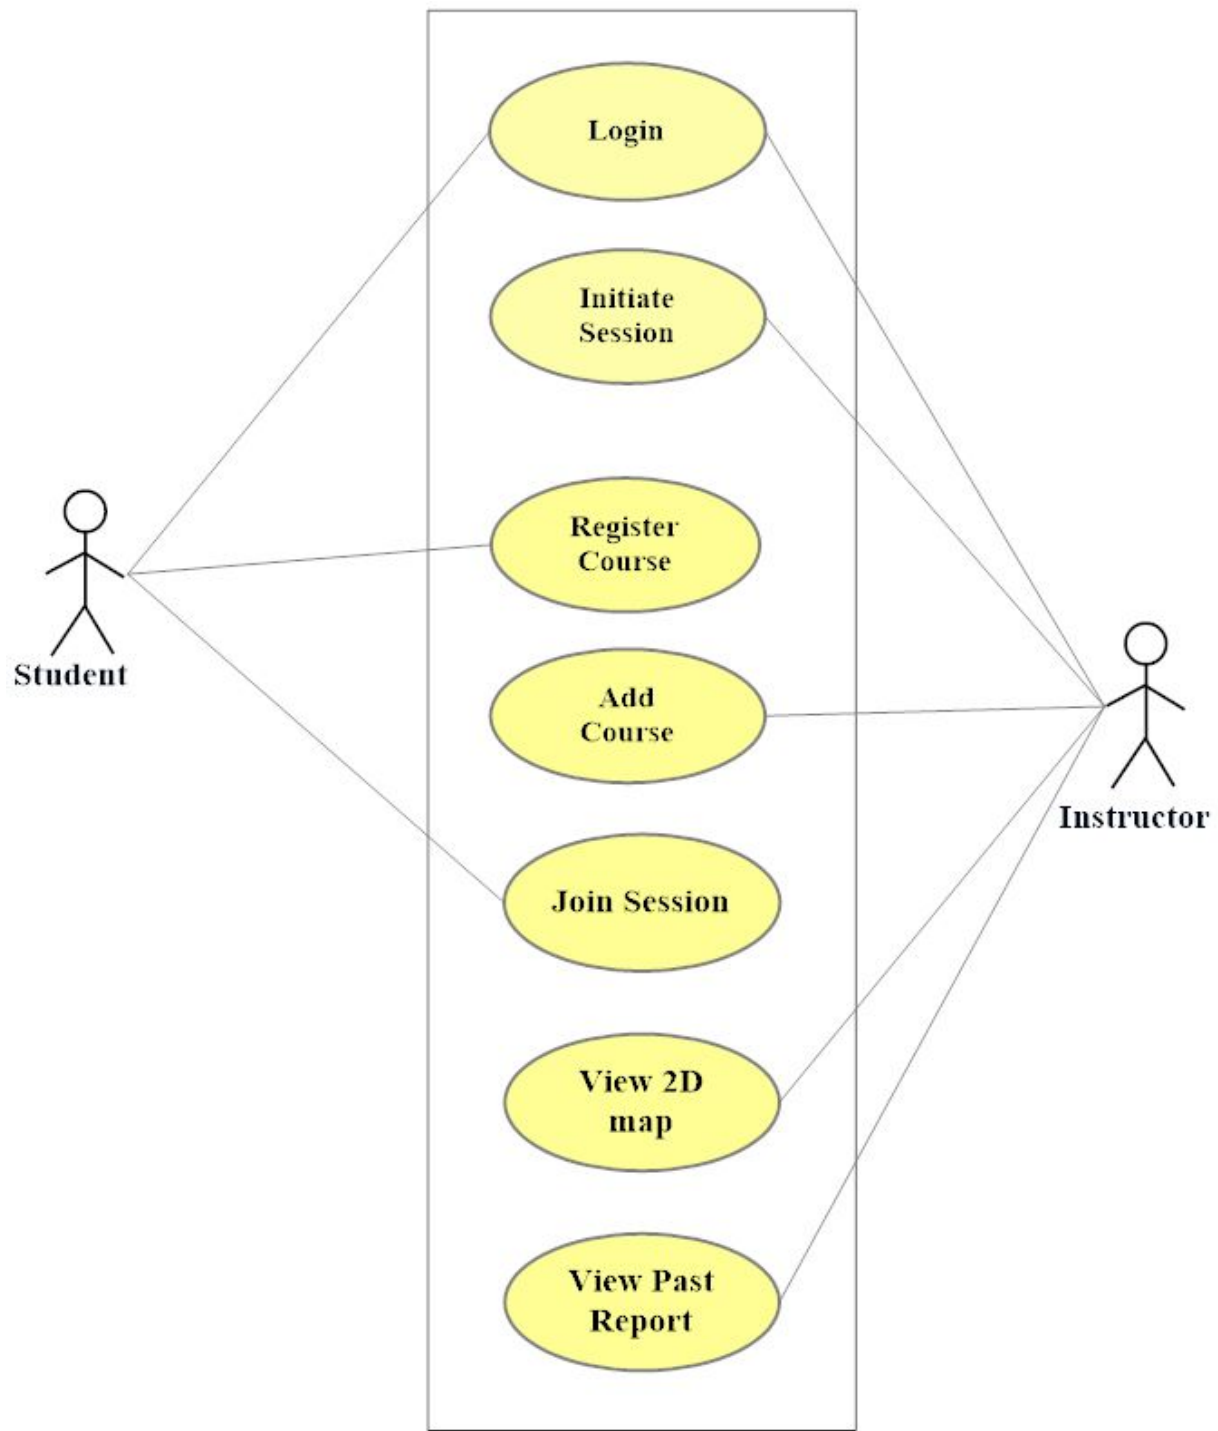 Login
Initiate
Session
Register
Course
Student
Add
Course
Instructor
Join Session
View 2D
map
View Past
Report